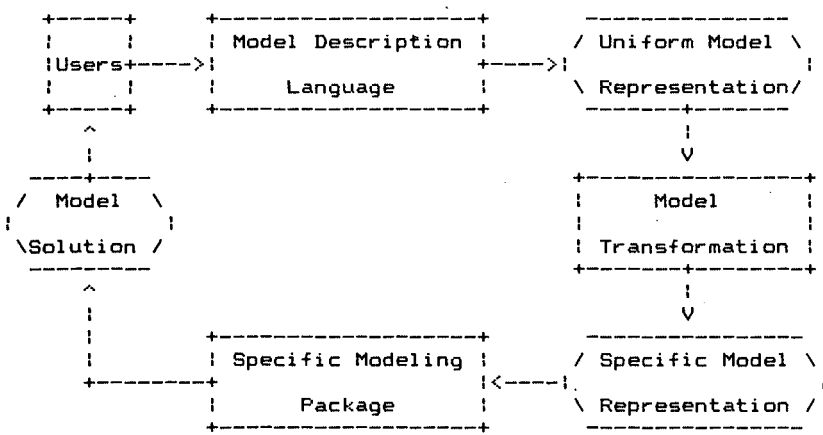 Users
Model Description
Language
Uniform Model
Representation
Model
Transformation
Specific Model
Representation
Specific Modeling
Package
Model
Solution